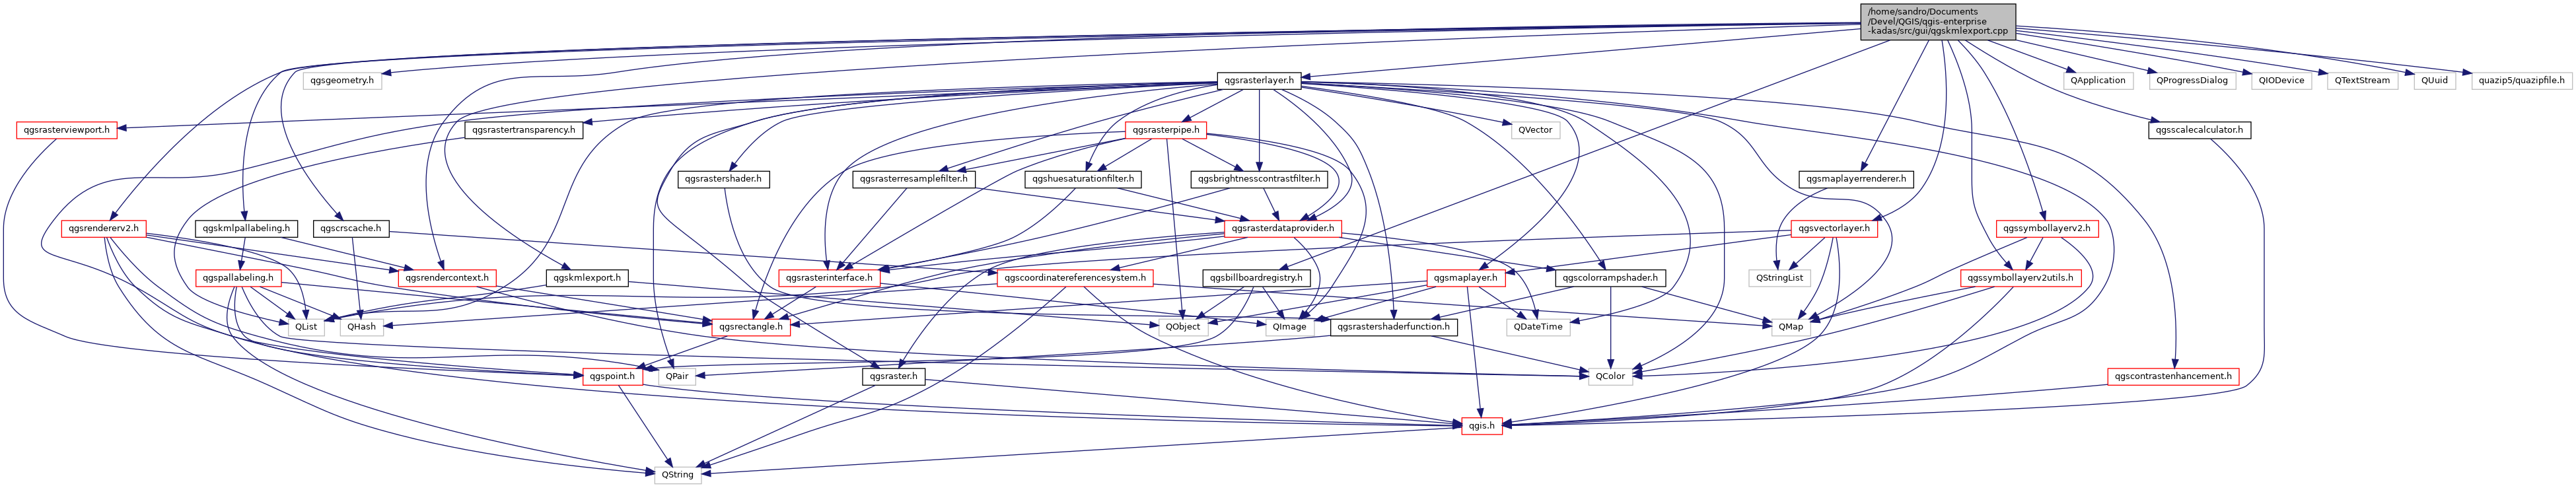 /home/sandro/Documents
/Devel/QGIS/qgis-enterprise
-kadas/src/gui/qgskmlexport.cpp
qgsgeometry.h
qgsrasterlayer.h
QApplication
QProgressDialog
QIODevice
QTextStream
QUuid
quazip5/quazipfile.h
qgsrasterviewport.h
qgsrastertransparency.h
qgsrasterpipe.h
QVector
qgsscalecalculator.h
qgsrastershader.h
qgsrasterresamplefilter.h
qgshuesaturationfilter.h
qgsbrightnesscontrastfilter.h
qgsmaplayerrenderer.h
qgsrendererv2.h
qgskmlpallabeling.h
qgscrscache.h
qgsrasterdataprovider.h
qgsvectorlayer.h
qgssymbollayerv2.h
qgspallabeling.h
qgsrendercontext.h
qgskmlexport.h
qgsrasterinterface.h
qgscoordinatereferencesystem.h
qgsbillboardregistry.h
qgsmaplayer.h
qgscolorrampshader.h
QStringList
qgssymbollayerv2utils.h
QList
QHash
qgsrectangle.h
QObject
QImage
qgsrastershaderfunction.h
QDateTime
QMap
qgspoint.h
QPair
qgsraster.h
QColor
qgscontrastenhancement.h
qgis.h
QString